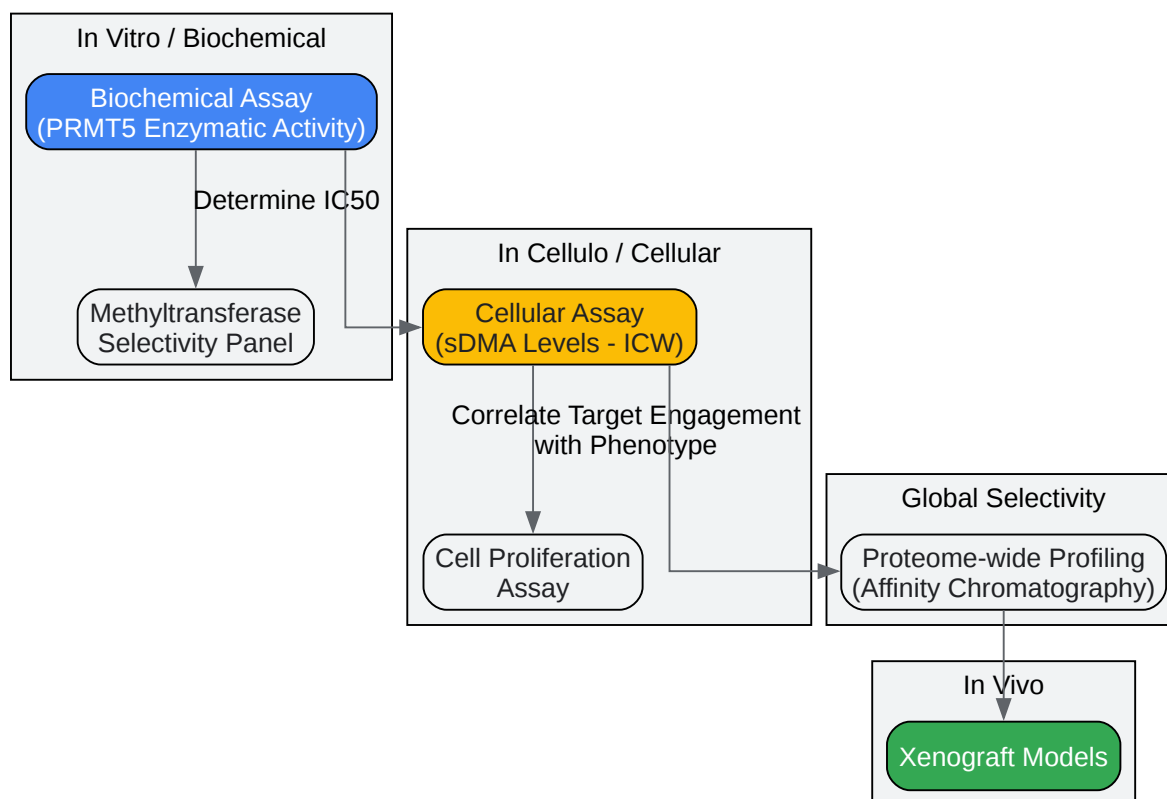 In Vitro / Biochemical
Biochemical Assay
(PRMT5 Enzymatic Activity)
Determine IC50
Methyltransferase
Selectivity Panel
In Cellulo / Cellular
Cellular Assay
(sDMA Levels - ICW)
Correlate Target Engagement
with Phenotype
Cell Proliferation
Assay
Global Selectivity
Proteome-wide Profiling
(Affinity Chromatography)
In Vivo
Xenograft Models